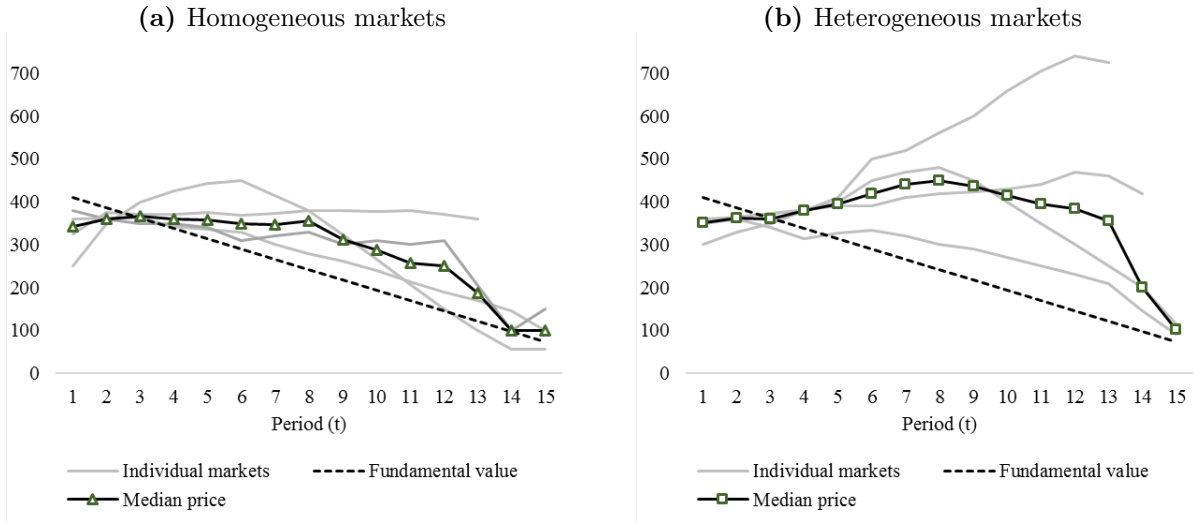 (a) Homogeneous markets
700
600
500
400
300
200
100
0
1 2 3 4 5 6 7 8 9 10 11 12 13 14 15
Period (t)
Individual markets
Fundamental value
Median price
(b) Heterogeneous markets
700
600
500
400
300
200
100
0
1 2 3 4 5 6 7 8 9 10 11 12 13 14 15
Period (t)
Individual markets
Fundamental value
Median price